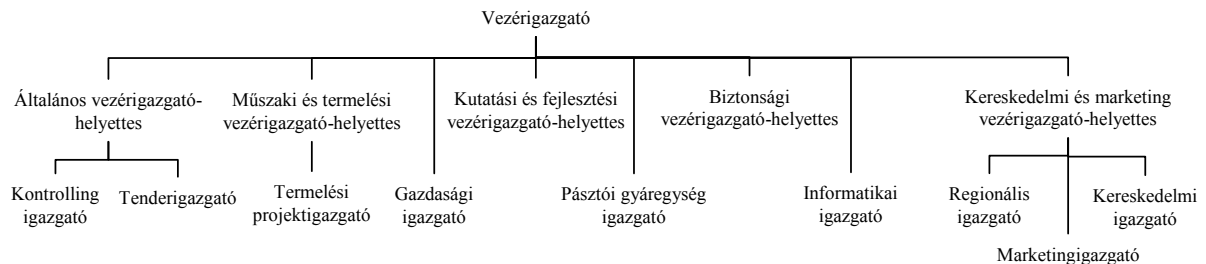 Vezérigazgató
Általános vezérigazgató-
helyettes
Műszaki és termelési
vezérigazgató-helyettes
Kutatási és fejlesztési
vezérigazgató-helyettes
Biztonsági
vezérigazgató-helyettes
Kereskedelmi és marketing
vezérigazgató-helyettes
Kontrolling
igazgató
Tenderigazgató
Termelési
projektigazgató
Gazdasági
igazgató
Pásztói gyáregység
igazgató
Informatikai
igazgató
Regionális
igazgató
Kereskedelmi
igazgató
Marketingigazgató